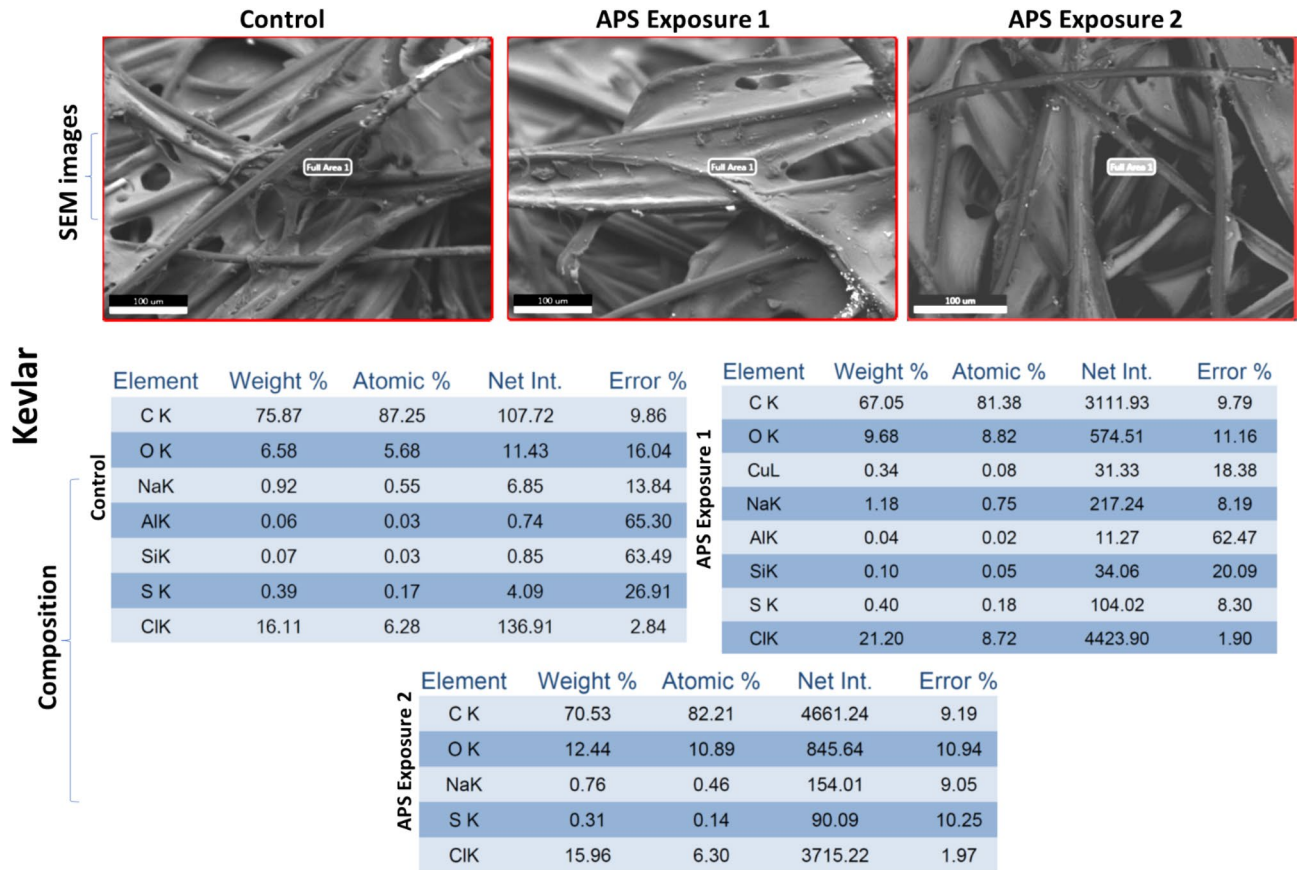 Control
APS Exposure 1
APS Exposure 2
SEM images
Full Area 1
100 um
Full Area 1
100 um
Full Area 1
100 um
Kevlar
Composition
Control
Element Weight % Atomic % Net Int. Error %
C K 75.87 87.25 107.72 9.86
O K 6.58 5.68 11.43 16.04
NaK 0.92 0.55 6.85 13.84
AlK 0.06 0.03 0.74 65.30
SiK 0.07 0.03 0.85 63.49
S K 0.39 0.17 4.09 26.91
ClK 16.11 6.28 136.91 2.84
APS Exposure 1
Element Weight % Atomic % Net Int. Error %
C K 67.05 81.38 3111.93 9.79
O K 9.68 8.82 574.51 11.16
CuL 0.34 0.08 31.33 18.38
NaK 1.18 0.75 217.24 8.19
AlK 0.04 0.02 11.27 62.47
SiK 0.10 0.05 34.06 20.09
S K 0.40 0.18 104.02 8.30
ClK 21.20 8.72 4423.90 1.90
APS Exposure 2
Element Weight % Atomic % Net Int. Error %
C K 70.53 82.21 4661.24 9.19
O K 12.44 10.89 845.64 10.94
NaK 0.76 0.46 154.01 9.05
S K 0.31 0.14 90.09 10.25
ClK 15.96 6.30 3715.22 1.97